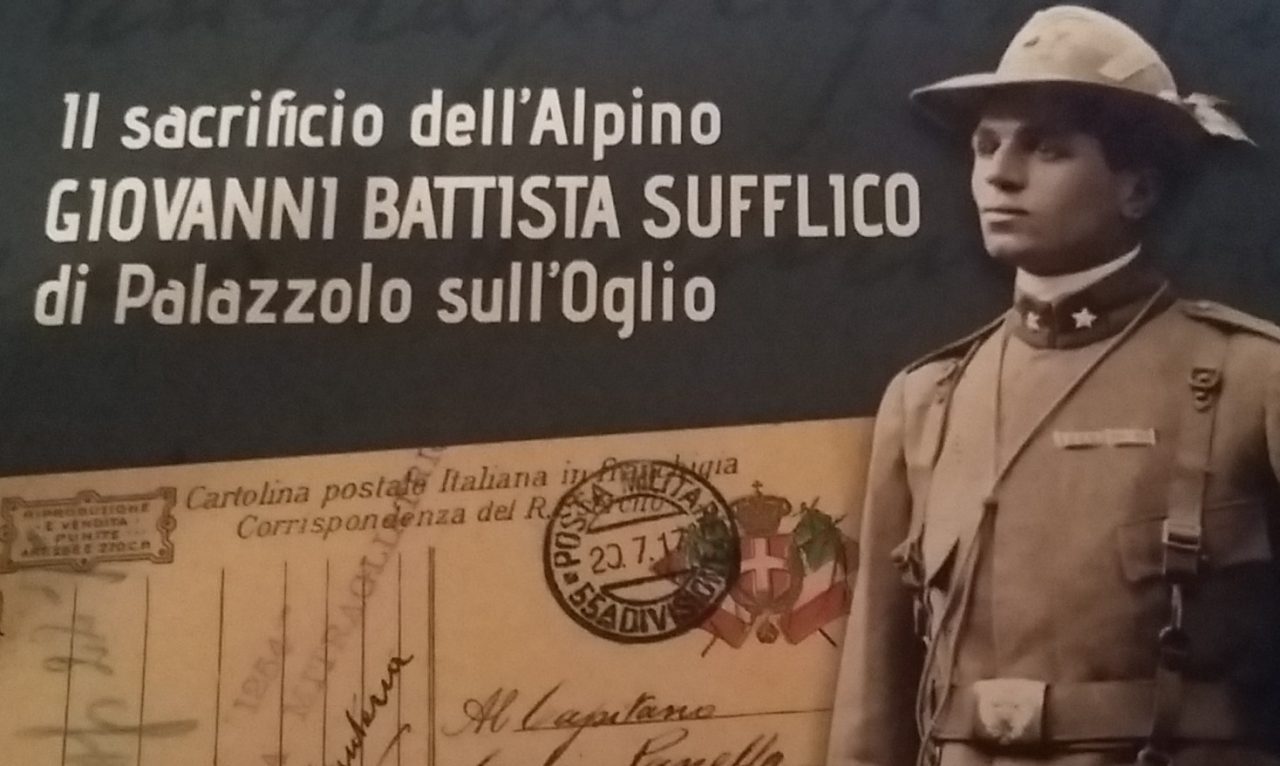 Il sacrificio dell'Alpino
GIOVANNI BATTISTA SUFFLICO
di Palazzolo sull'Oglio
Cartolina postale Italiana in franchigia
Corrispondenza del R. Esercito
RIPRODUZIONE
E VENDITA
PUNITE
POSTA MILITARE
20.7.17
55A DIVISIONE
Al Capitano